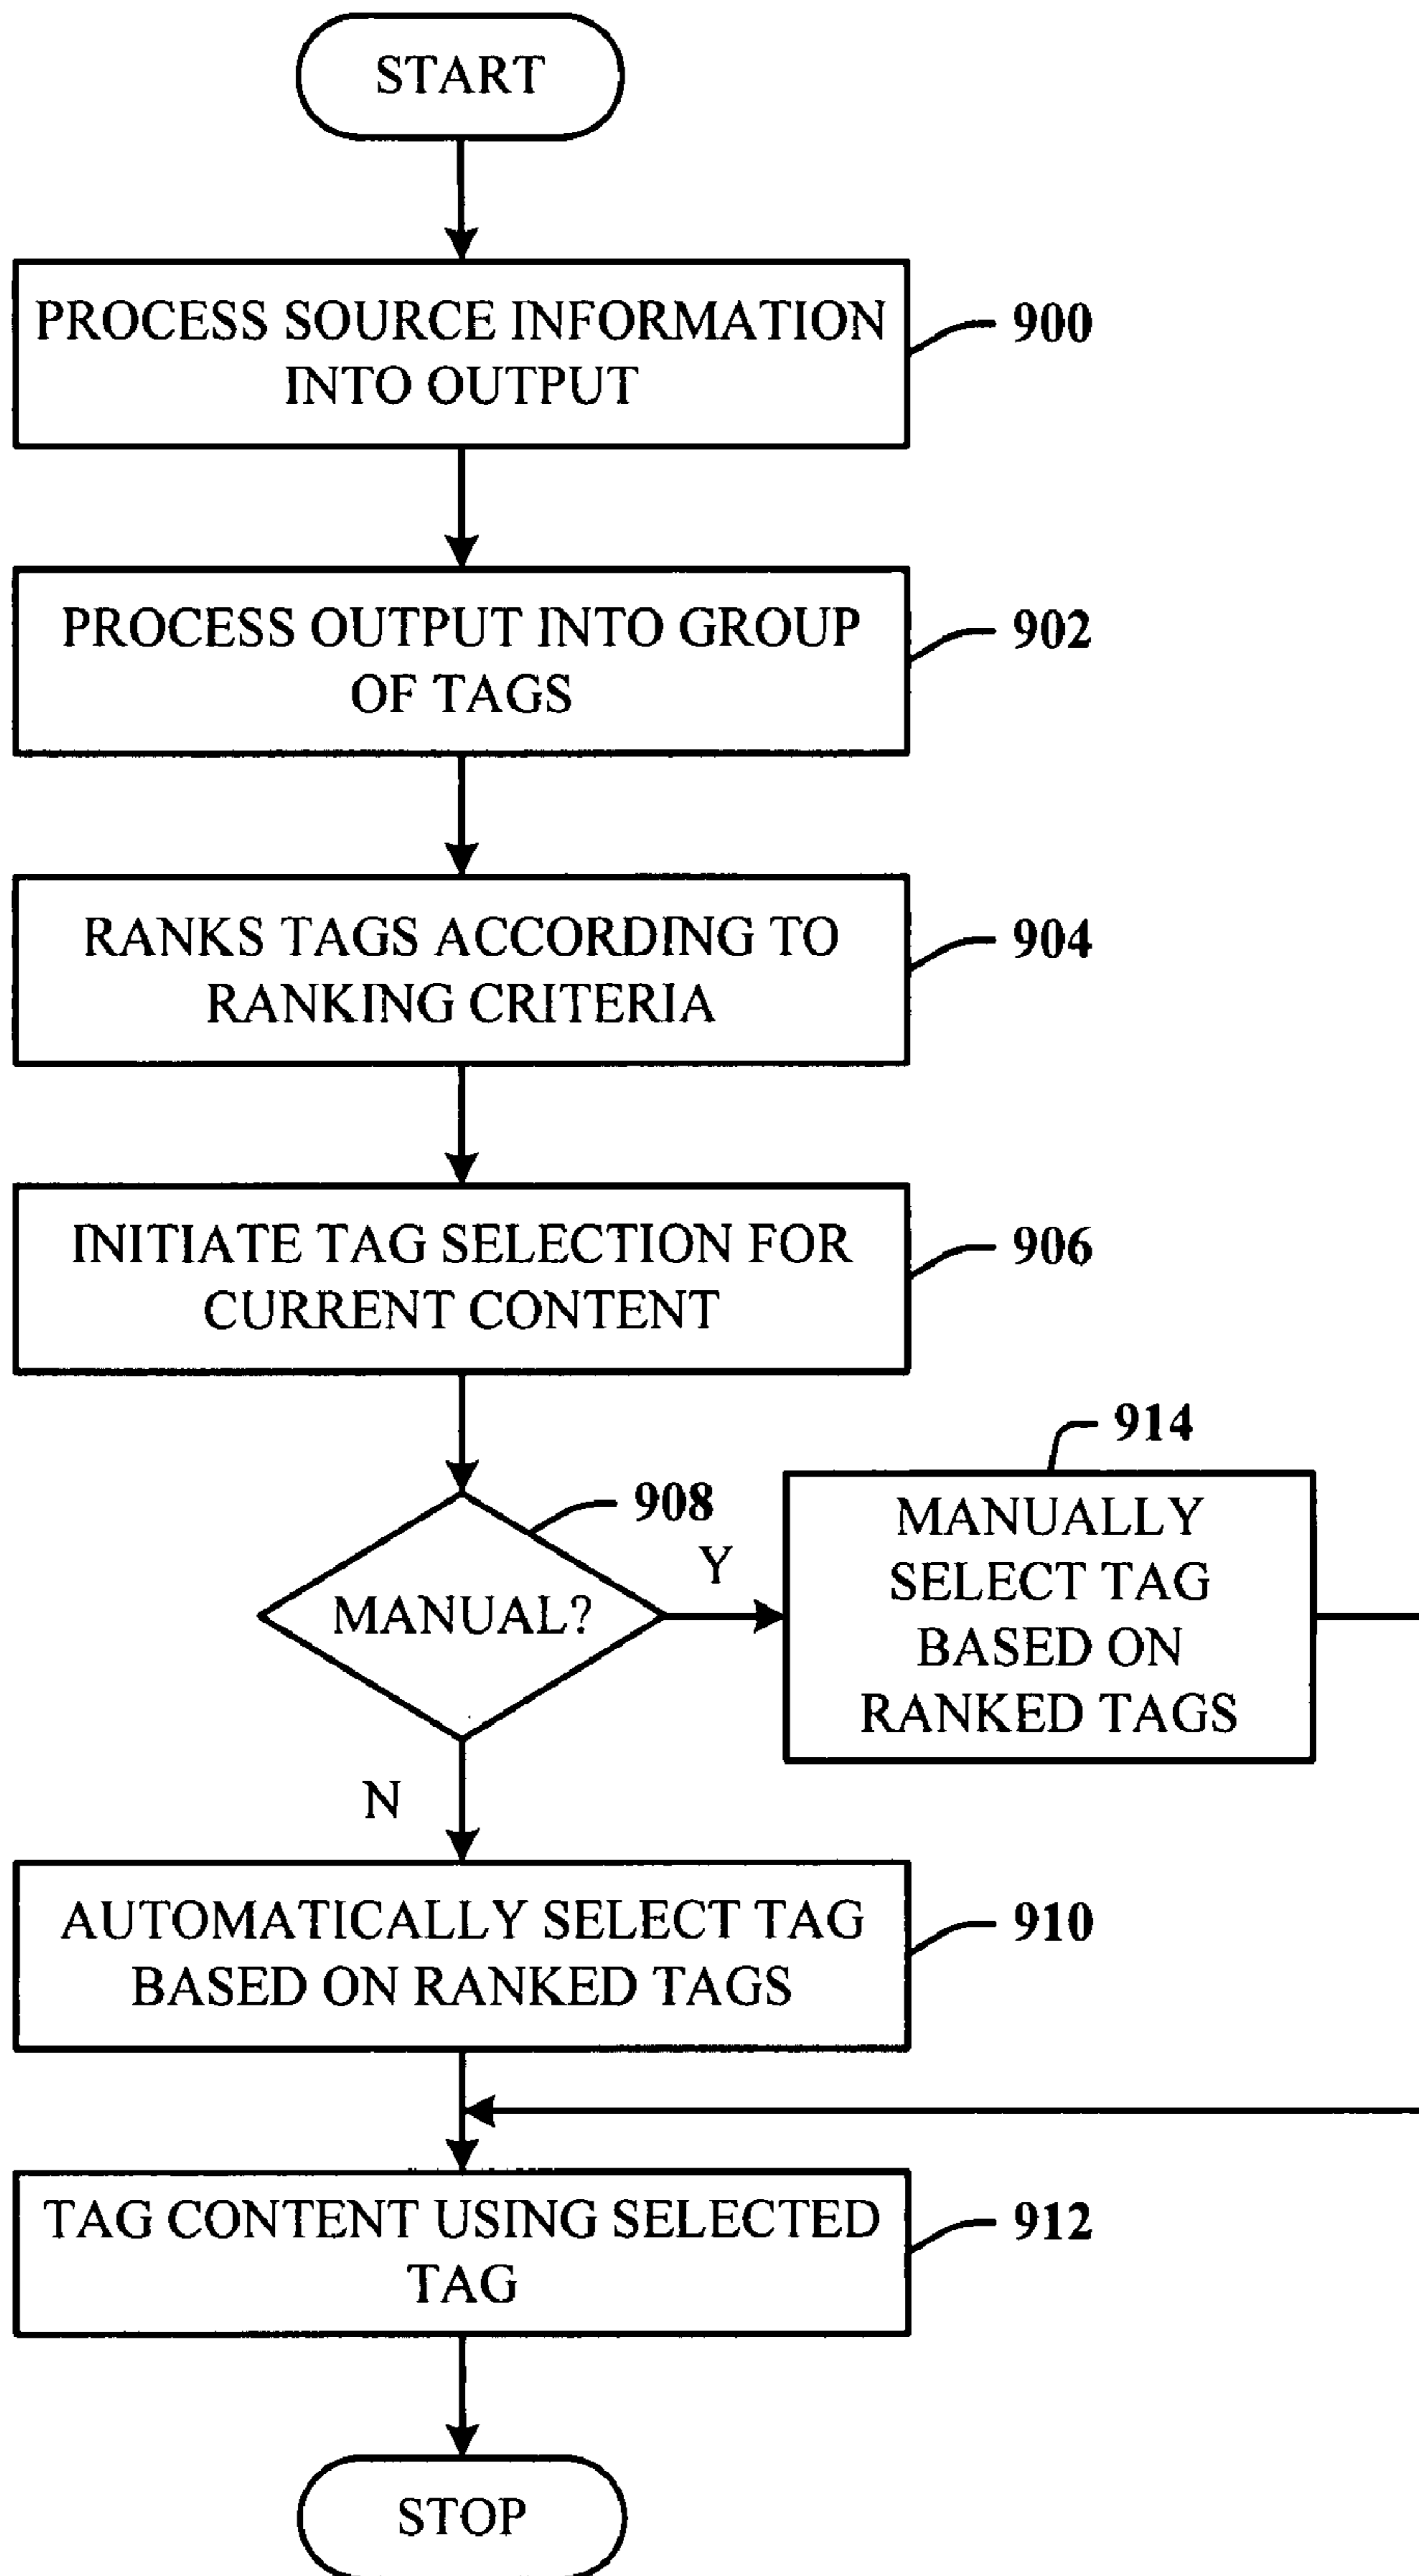 START
PROCESS SOURCE INFORMATION
INTO OUTPUT
900
PROCESS OUTPUT INTO GROUP
OF TAGS
902
RANKS TAGS ACCORDING TO
RANKING CRITERIA
904
INITIATE TAG SELECTION FOR
CURRENT CONTENT
906
908
MANUAL?
Y
914
MANUALLY
SELECT TAG
BASED ON
RANKED TAGS
N
AUTOMATICALLY SELECT TAG
BASED ON RANKED TAGS
910
TAG CONTENT USING SELECTED
TAG
912
STOP